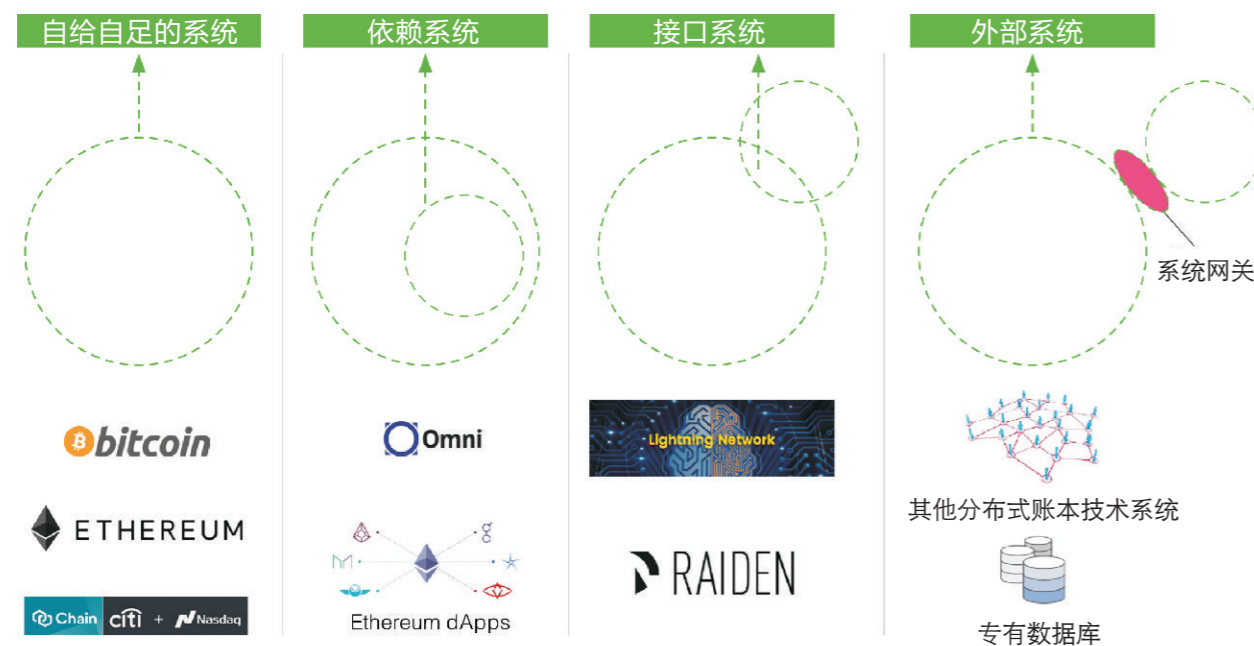 自给自足的系统
依赖系统
接口系统
外部系统
系统网关
bitcoin
ETHEREUM
Chain citi + Nasdaq
Omni
Ethereum dApps
Lightning Network
RAIDEN
其他分布式账本技术系统
专有数据库